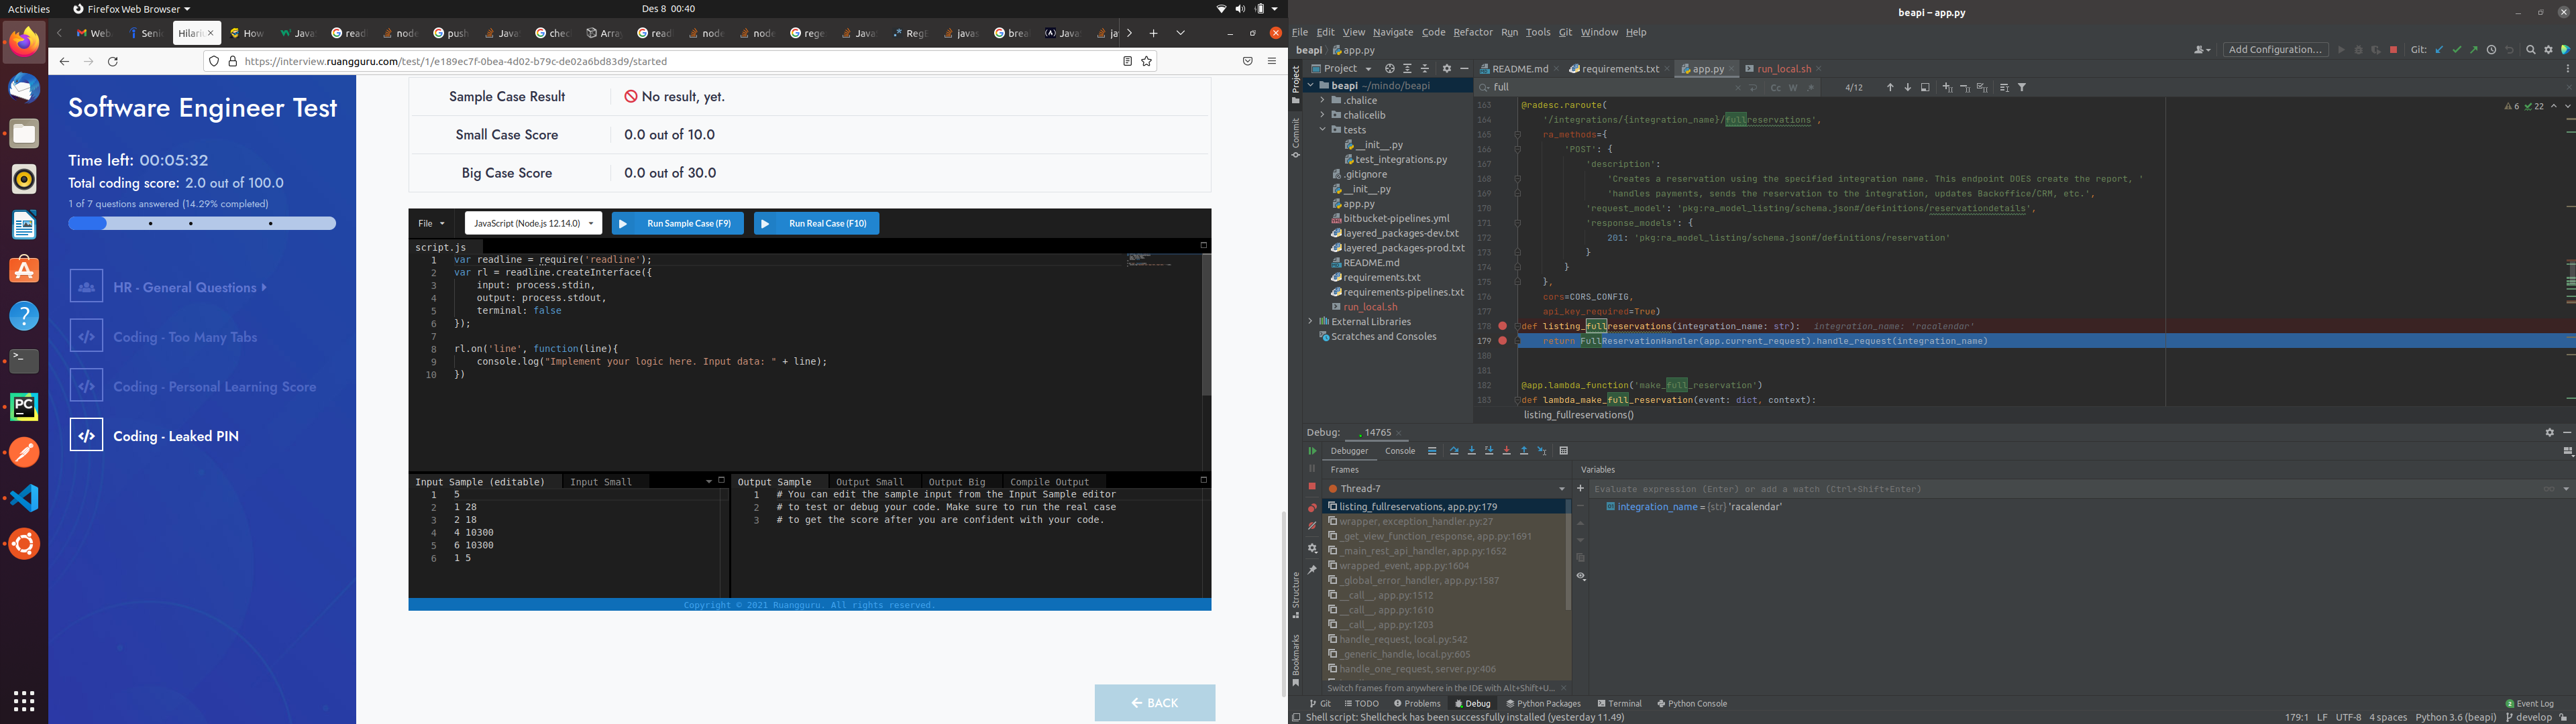 Activities
Firefox Web Browser
Des 8 00:40
Web
Seni
Hilari
How
Java
readl
node
push
Java
chec
Array
readl
node
node
rege
Java
RegE
javas
brea
Java
ja
https://interview.ruangguru.com/test/1/e189ec7f-0bea-4d02-b79c-de02a6bd83d9/started
Software Engineer Test
Time left: 00:05:32
Total coding score: 2.0 out of 100.0
1 of 7 questions answered (14.29% completed)
HR - General Questions
Coding - Too Many Tabs
Coding - Personal Learning Score
Coding - Leaked PIN
Sample Case Result No result, yet.
Small Case Score 0.0 out of 10.0
Big Case Score 0.0 out of 30.0
File JavaScript (Node.js 12.14.0) Run Sample Case (F9) Run Real Case (F10)
script.js
1 var readline = require('readline');
2 var rl = readline.createInterface({
3 input: process.stdin,
4 output: process.stdout,
5 terminal: false
6 });
7
8 rl.on('line', function(line){
9 console.log("Implement your logic here. Input data: " + line);
10 })
Input Sample (editable) Input Small
1 5
2 1 28
3 2 18
4 4 10300
5 6 10300
6 1 5
Output Sample Output Small Output Big Compile Output
1 # You can edit the sample input from the Input Sample editor
2 # to test or debug your code. Make sure to run the real case
3 # to get the score after you are confident with your code.
Copyright © 2021 Ruangguru. All rights reserved.
BACK
beapi – app.py
File Edit View Navigate Code Refactor Run Tools Git Window Help
beapi app.py
Add Configuration...
Git:
Project
README.md requirements.txt app.py run_local.sh
full
Cc W .*
4/12
6 22
Project
Commit
Structure
Bookmarks
beapi ~/mindo/beapi
.chalice
chalicelib
tests
__init__.py
test_integrations.py
.gitignore
__init__.py
app.py
bitbucket-pipelines.yml
layered_packages-dev.txt
layered_packages-prod.txt
README.md
requirements.txt
requirements-pipelines.txt
run_local.sh
External Libraries
Scratches and Consoles
163 @radesc.raroute(
164 '/integrations/{integration_name}/fullreservations',
165 ra_methods={
166 'POST': {
167 'description':
168 'Creates a reservation using the specified integration name. This endpoint DOES create the report, '
169 'handles payments, sends the reservation to the integration, updates Backoffice/CRM, etc.',
170 'request_model': 'pkg:ra_model_listing/schema.json#/definitions/reservationdetails',
171 'response_models': {
172 201: 'pkg:ra_model_listing/schema.json#/definitions/reservation'
173 }
174 }
175 },
176 cors=CORS_CONFIG,
177 api_key_required=True)
178 def listing_fullreservations(integration_name: str): integration_name: 'racalendar'
179 return FullReservationHandler(app.current_request).handle_request(integration_name)
180
181
182 @app.lambda_function('make_full_reservation')
183 def lambda_make_full_reservation(event: dict, context):
listing_fullreservations()
Debug: 14765
Debugger Console
Frames
Variables
Thread-7
Evaluate expression (Enter) or add a watch (Ctrl+Shift+Enter)
integration_name = {str} 'racalendar'
listing_fullreservations, app.py:179
wrapper, exception_handler.py:27
_get_view_function_response, app.py:1691
_main_rest_api_handler, app.py:1652
wrapped_event, app.py:1604
_global_error_handler, app.py:1587
__call__, app.py:1512
__call__, app.py:1610
__call__, app.py:1203
handle_request, local.py:542
_generic_handle, local.py:605
handle_one_request, server.py:406
Switch frames from anywhere in the IDE with Alt+Shift+U...
Git TODO Problems Debug Python Packages Terminal Python Console
Event Log
Shell script: Shellcheck has been successfully installed (yesterday 11.49)
179:1 LF UTF-8 4 spaces Python 3.6 (beapi) develop